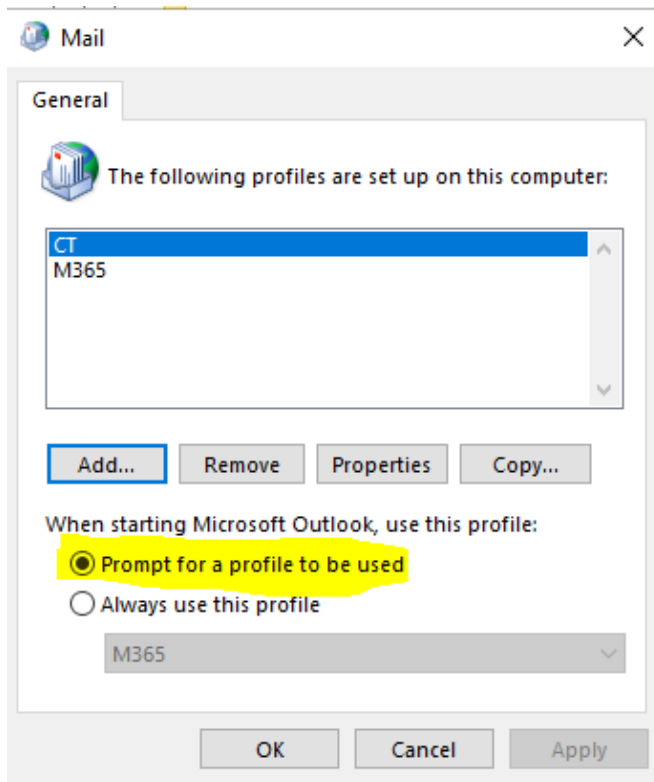 Mail
General
The following profiles are set up on this computer:
CT
M365
Add...
Remove
Properties
Copy...
When starting Microsoft Outlook, use this profile:
Prompt for a profile to be used
Always use this profile
M365
OK
Cancel
Apply